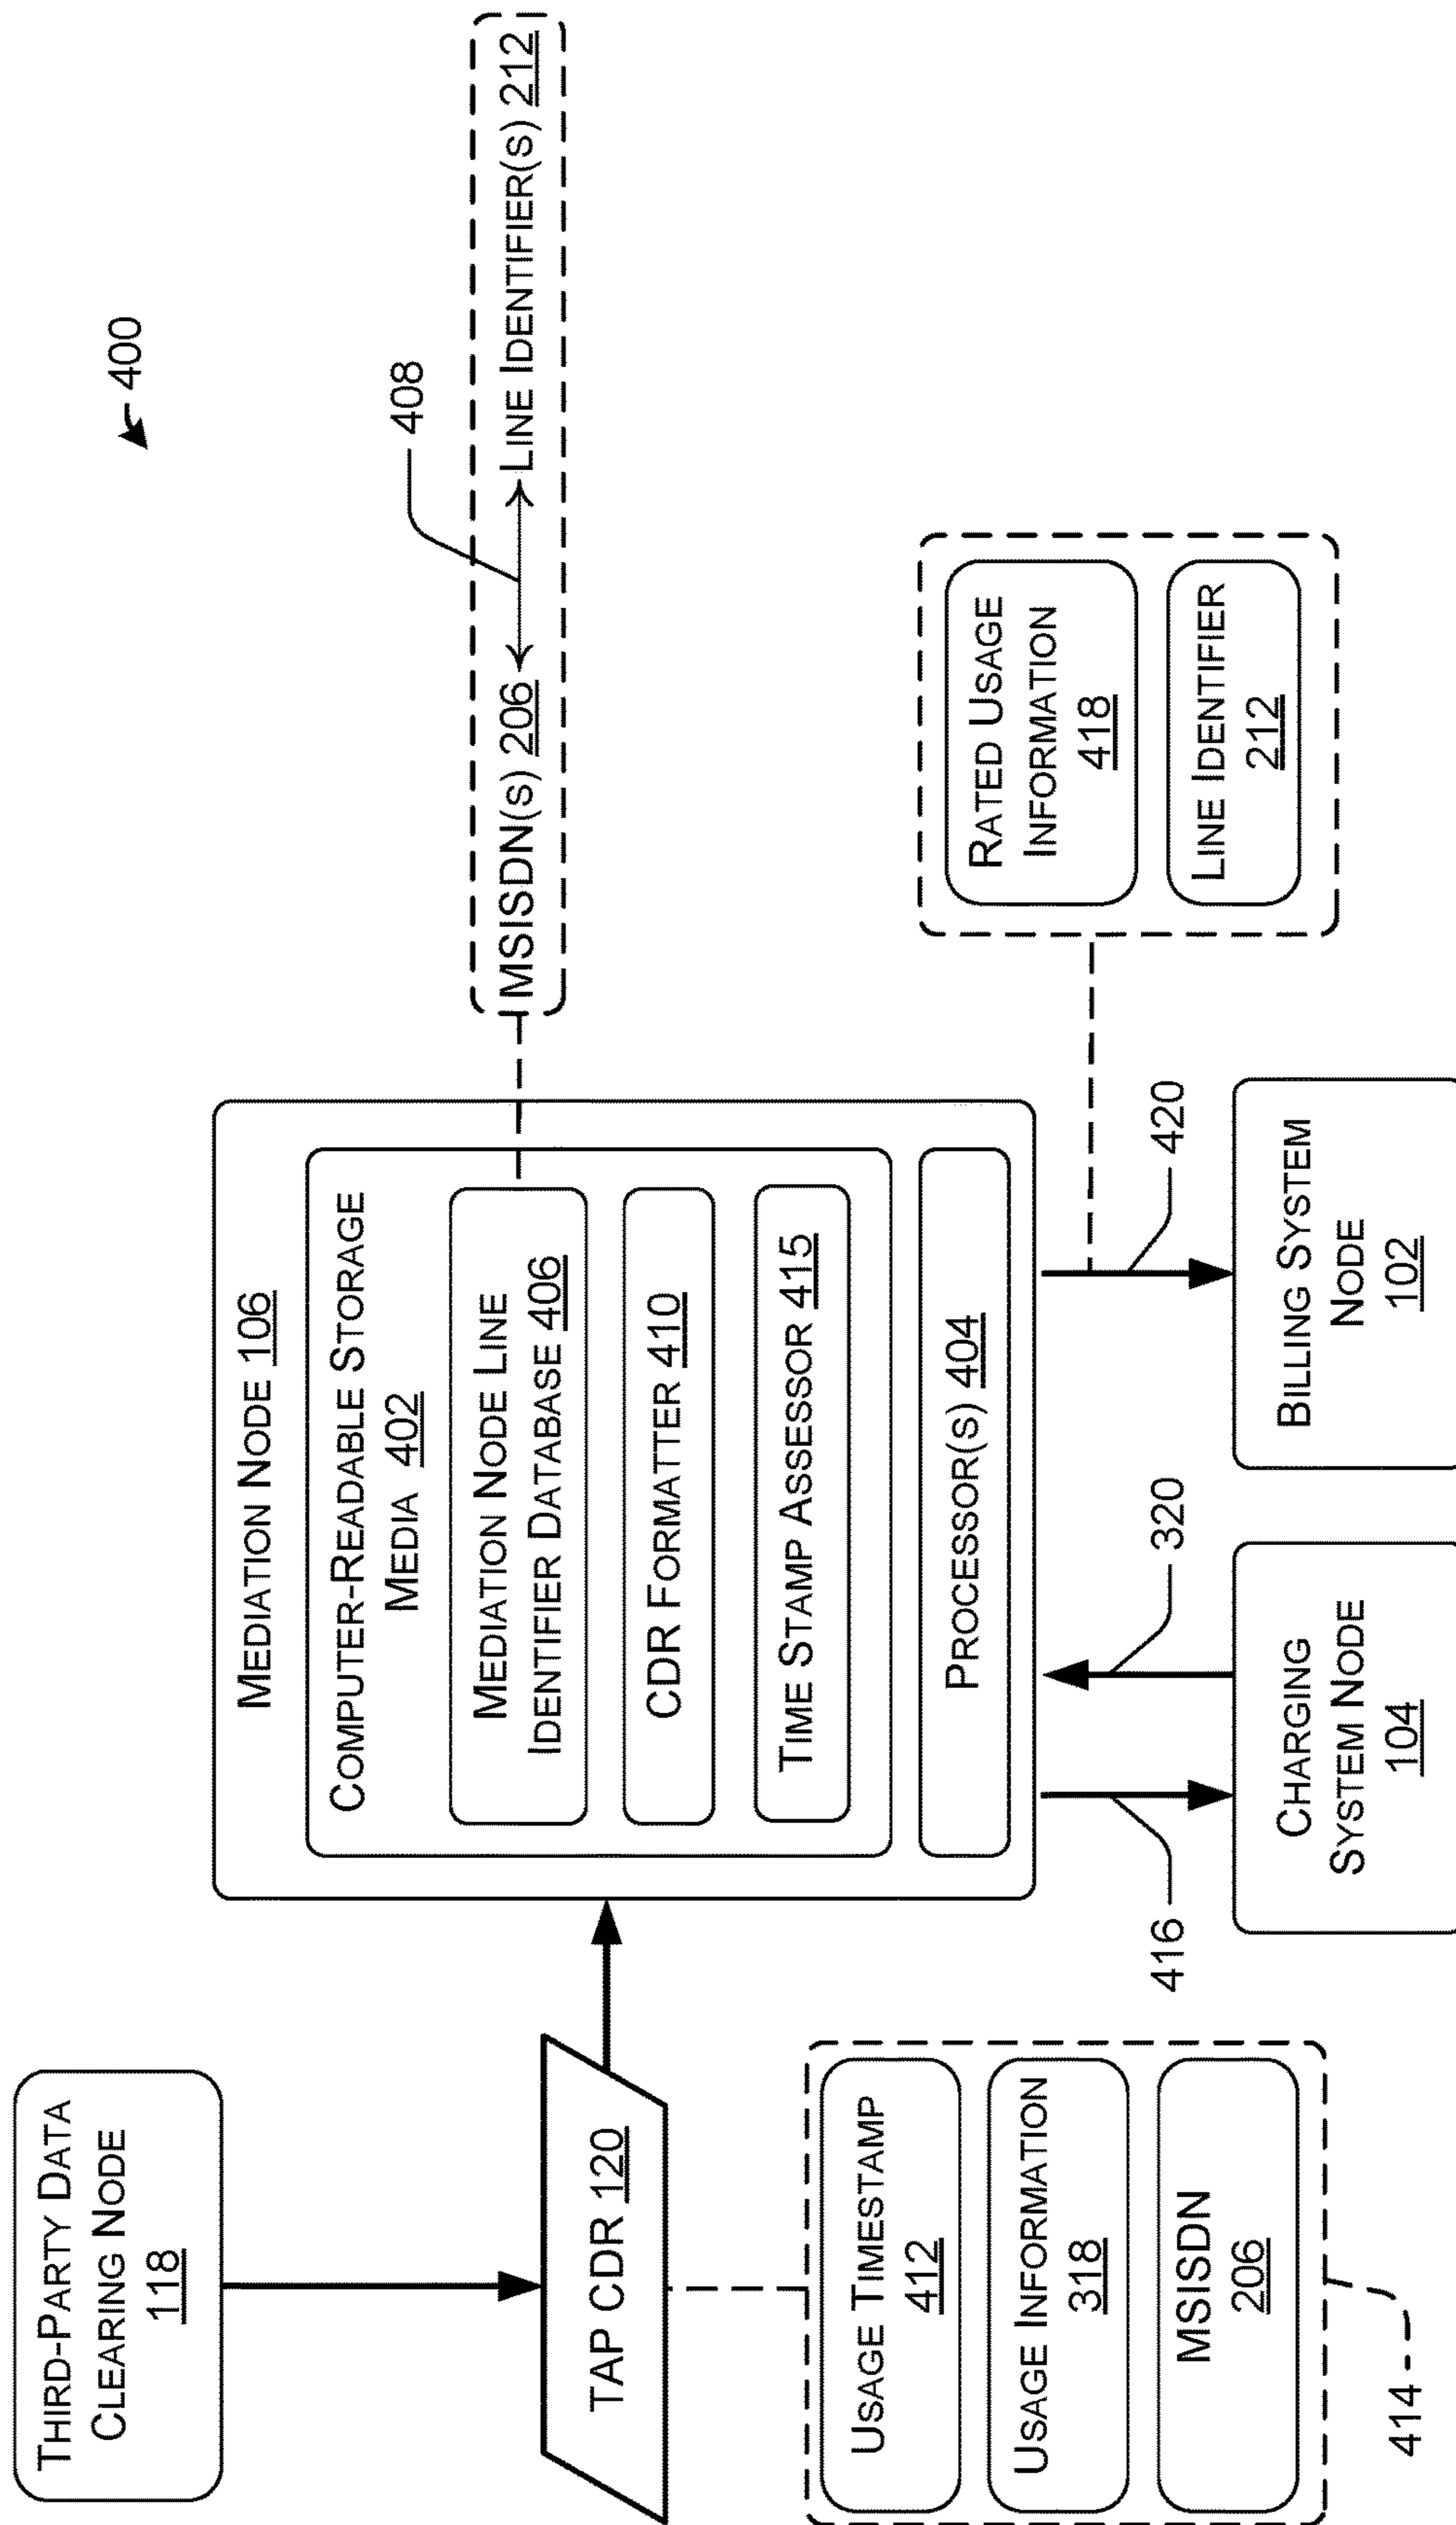 400
THIRD-PARTY DATA
CLEARING NODE
118
TAP CDR 120
USAGE TIMESTAMP
412
USAGE INFORMATION
318
MSISDN
206
414
MEDIATION NODE 106
COMPUTER-READABLE STORAGE
MEDIA 402
MEDIATION NODE LINE
IDENTIFIER DATABASE 406
CDR FORMATTER 410
TIME STAMP ASSESSOR 415
PROCESSOR(S) 404
408
MSISDN(S) 206
LINE IDENTIFIER(S) 212
416
320
420
CHARGING
SYSTEM NODE
104
BILLING SYSTEM
NODE
102
RATED USAGE
INFORMATION
418
LINE IDENTIFIER
212